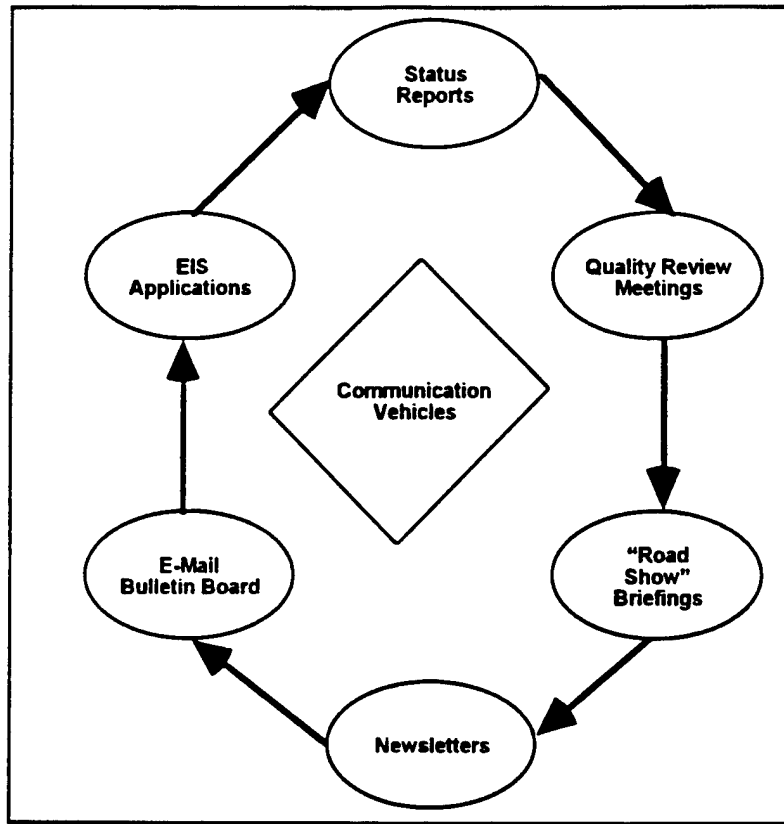 Status
Reports
Quality Review
Meetings
“Road
Show”
Briefings
Newsletters
E-Mail
Bulletin Board
EIS
Applications
Communication
Vehicles